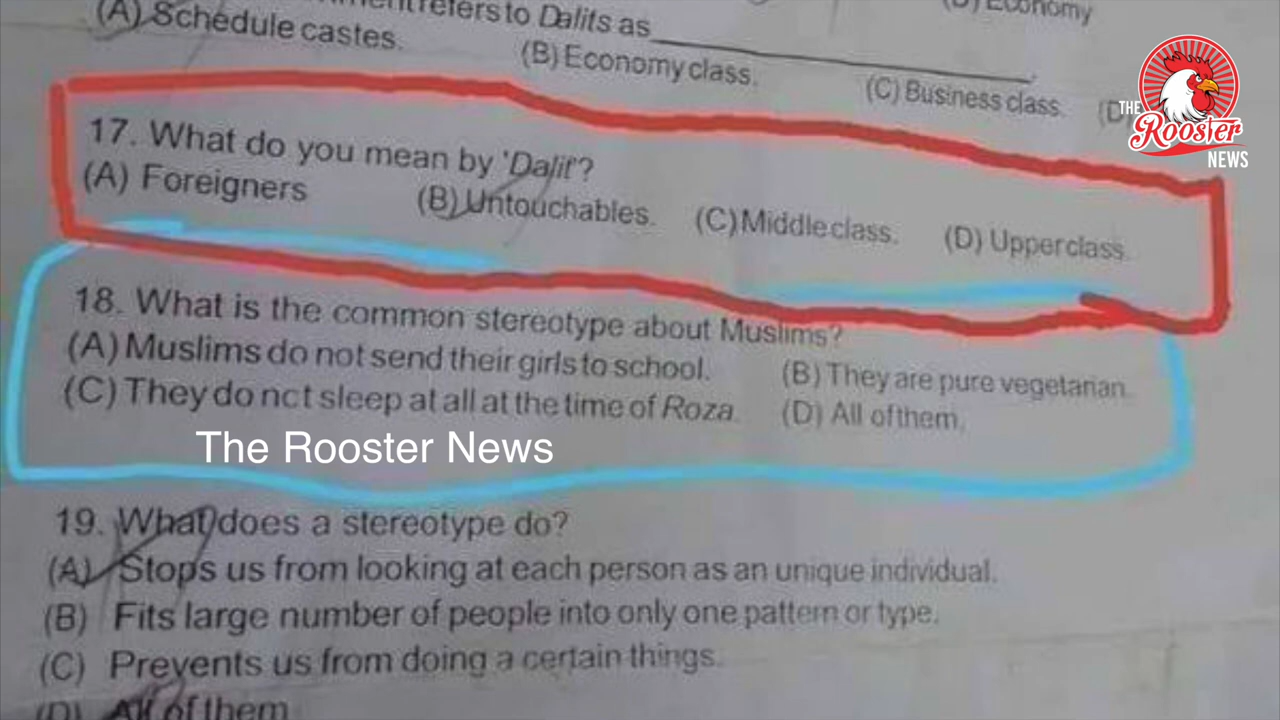 refers to Dalits as
(D) Economy
(A) Schedule castes.
(B) Economy class.
(C) Business class.
(D)
THE
Rooster
NEWS
17. What do you mean by 'Dalit'?
(A) Foreigners (B) Untouchables. (C) Middle class. (D) Upper class.
18. What is the common stereotype about Muslims?
(A) Muslims do not send their girls to school. (B) They are pure vegetarian.
(C) They do nct sleep at all at the time of Roza. (D) All of them.
The Rooster News
19. What does a stereotype do?
(A) Stops us from looking at each person as an unique individual.
(B) Fits large number of people into only one pattern or type.
(C) Prevents us from doing a certain things.
(D) All of them